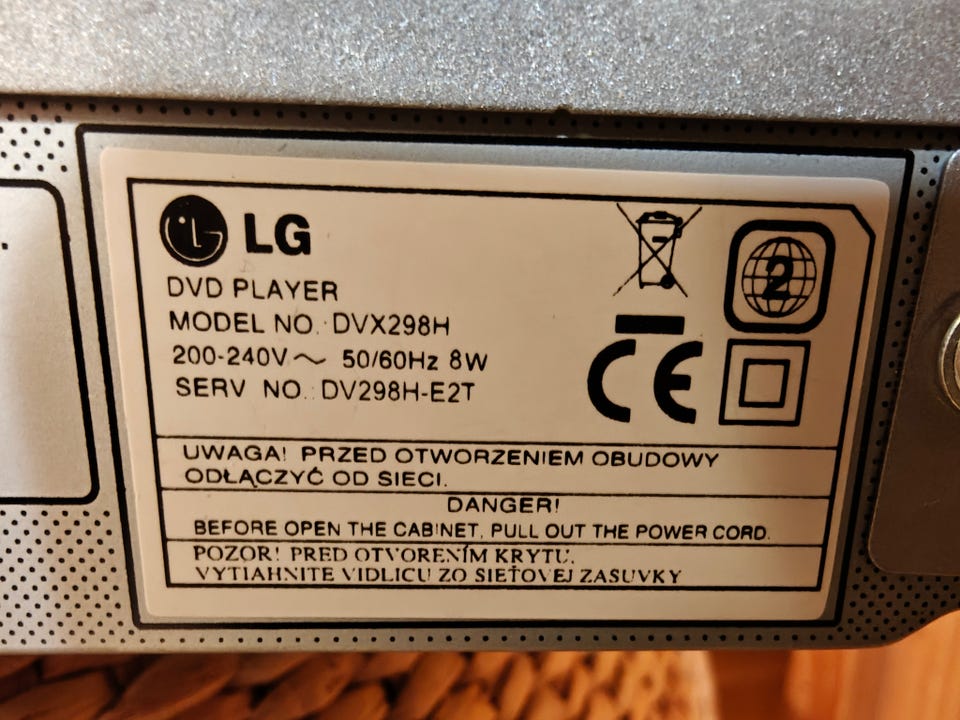 LG
DVD PLAYER
MODEL NO. DVX298H
200-240V~ 50/60Hz 8W
SERV NO. : DV298H-E2T
2
CE
UWAGA! PRZED OTWORZENIEM OBUDOWY
ODŁĄCZYĆ OD SIECI.
DANGER!
BEFORE OPEN THE CABINET, PULL OUT THE POWER CORD.
POZOR! PRED OTVORENÍM KRYTU,
VYTIAHNITE VIDLICU ZO SIEŤOVEJ ZASUVKY